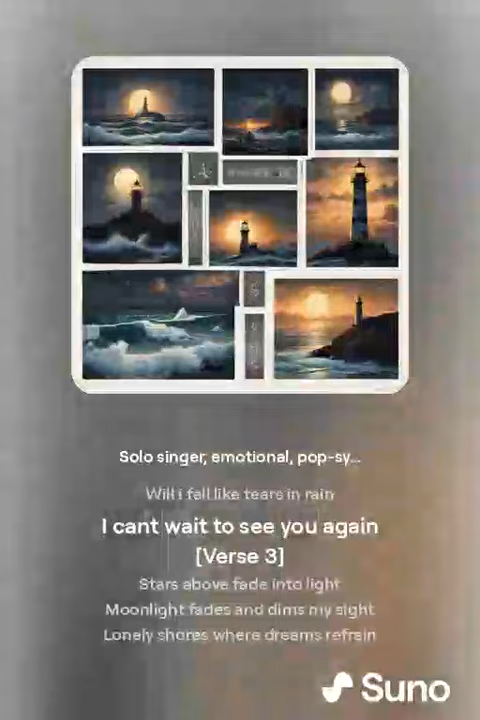 Solo singer, emotional, pop-sy...
Will i fall like tears in rain
I cant wait to see you again
[Verse 3]
Stars above fade into light
Moonlight fades and dims my sight
Lonely shores where dreams refrain
Suno